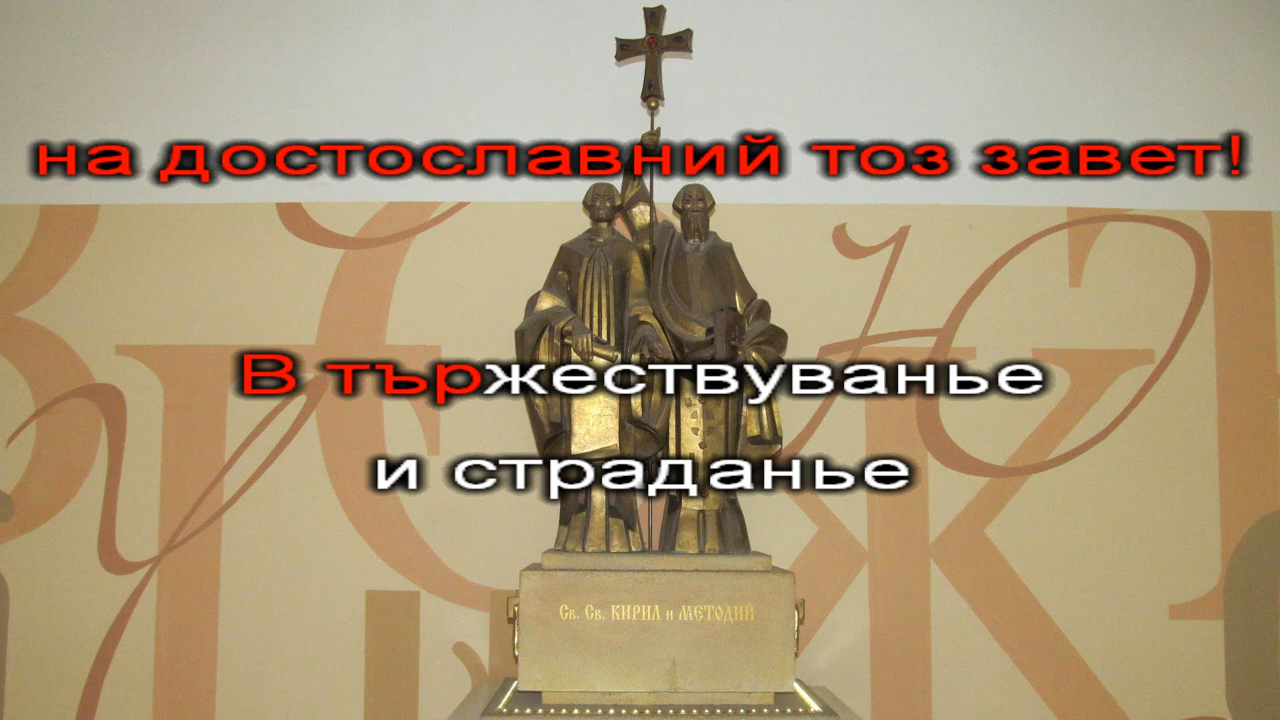 на достославний тоз завет!
В тържествуванье
и страданье
Св. Св. КИРИЛ и МЕТОДИЙ